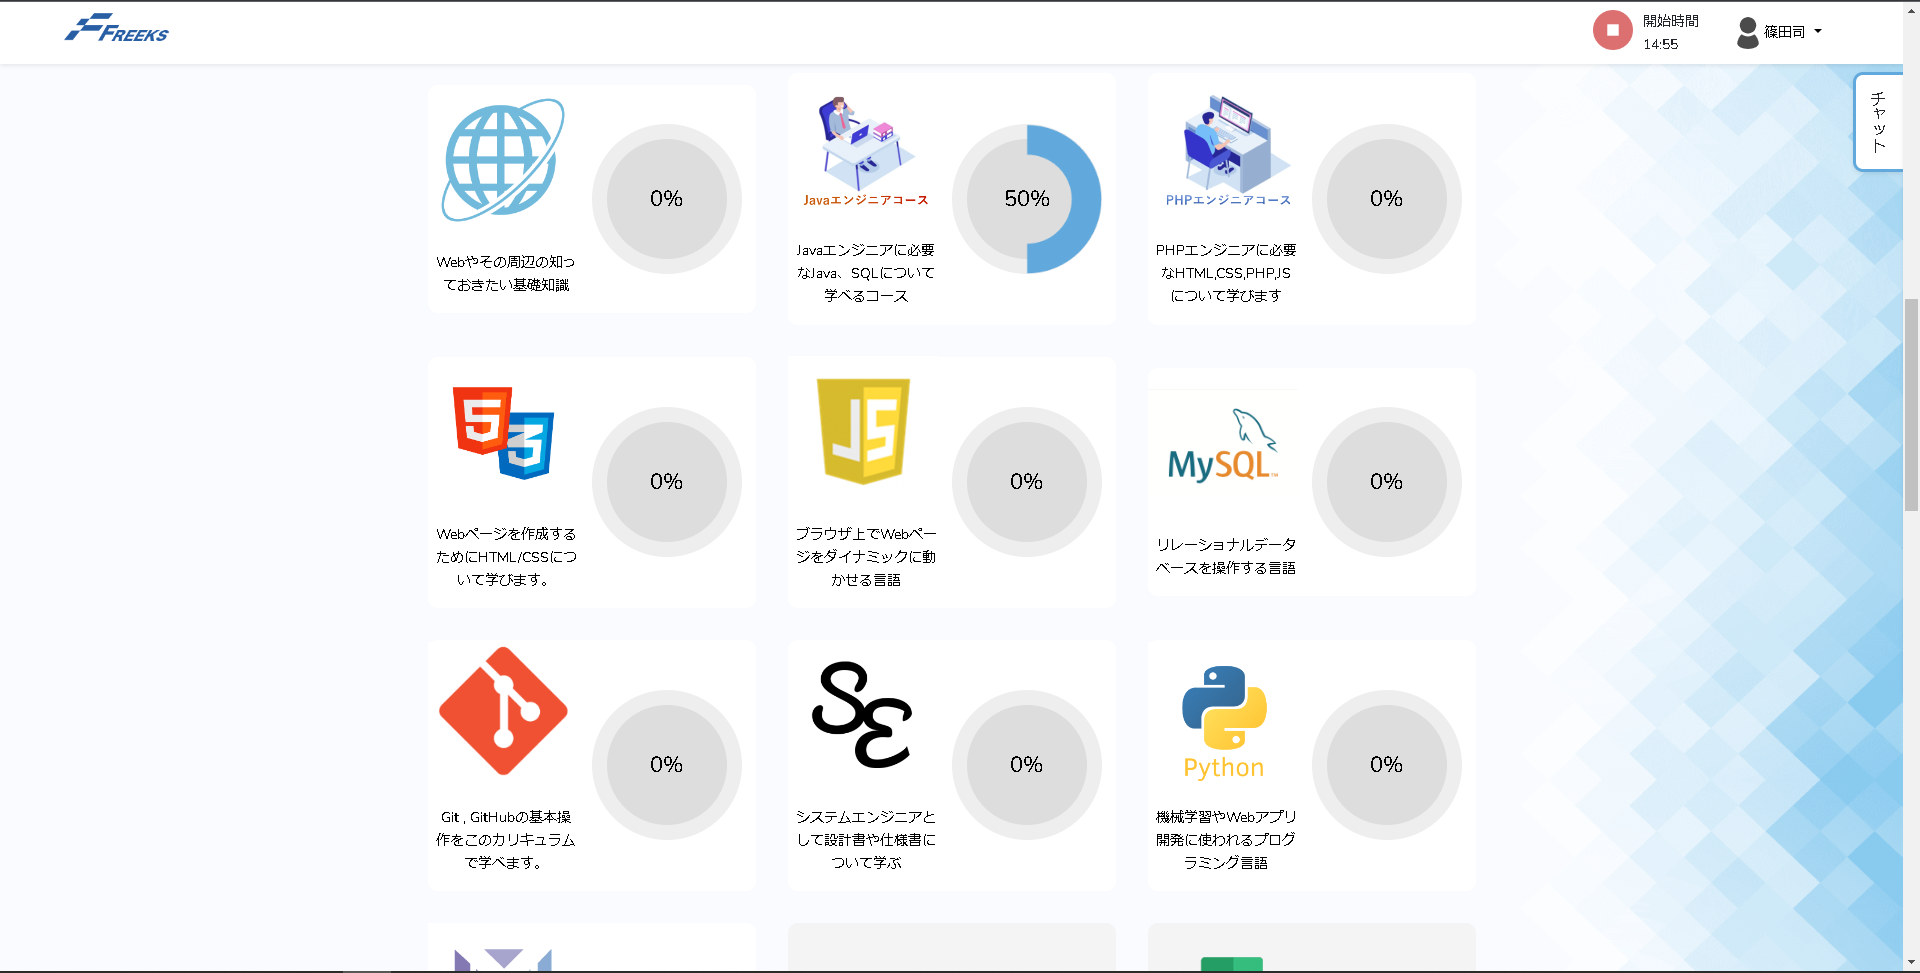 FREEKS
開始時間
14:55
篠田司
チャット
0%
Webやその周辺の知っ
ておきたい基礎知識
Javaエンジニアコース
50%
Javaエンジニアに必要
なJava、SQLについて
学べるコース
PHPエンジニアコース
0%
PHPエンジニアに必要
なHTML,CSS,PHP,JS
について学びます
5
3
0%
Webページを作成する
ためにHTML/CSSにつ
いて学びます。
JS
0%
ブラウザ上でWebペー
ジをダイナミックに動
かせる言語
MySQL™
0%
リレーショナルデータ
ベースを操作する言語
0%
Git , GitHubの基本操
作をこのカリキュラム
で学べます。
SE
0%
システムエンジニアと
して設計書や仕様書に
ついて学ぶ
Python
0%
機械学習やWebアプリ
開発に使われるプログ
ラミング言語